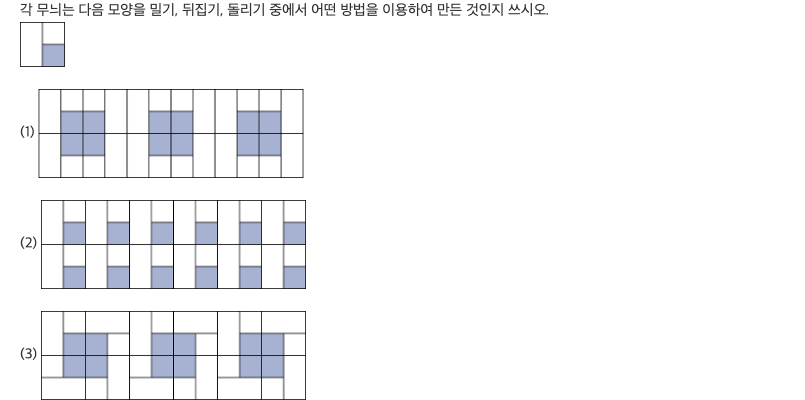 각 무늬는 다음 모양을 밀기, 뒤집기, 돌리기 중에서 어떤 방법을 이용하여 만든 것인지 쓰시오.
(1)
(2)
(3)